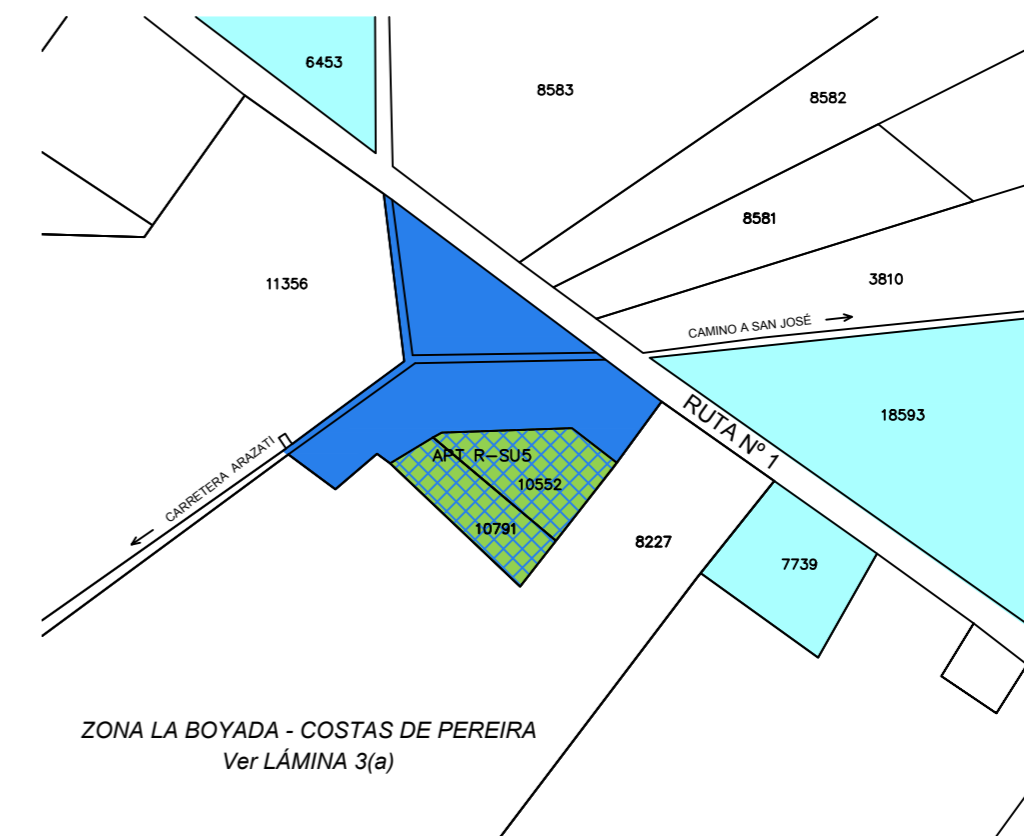 6453
8583
8582
8581
11356
3810
CAMINO A SAN JOSÉ
RUTA Nº 1
18593
CARRETERA ARAZATI
APT R-SU5
10552
10791
8227
7739
ZONA LA BOYADA - COSTAS DE PEREIRA
Ver LÁMINA 3(a)